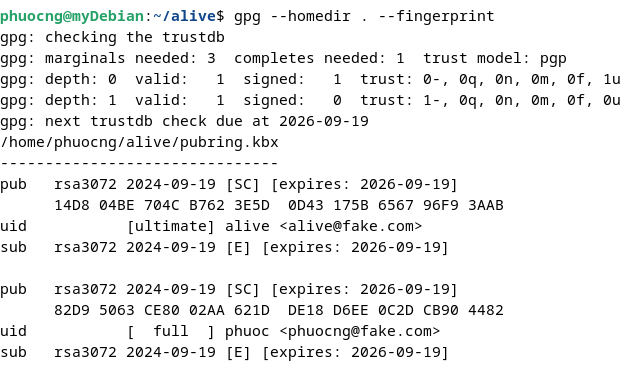 phuocng@myDebian:~/alive$ gpg --homedir . --fingerprint
gpg: checking the trustdb
gpg: marginals needed: 3  completes needed: 1  trust model: pgp
gpg: depth: 0  valid:   1  signed:   1  trust: 0-, 0q, 0n, 0m, 0f, 1u
gpg: depth: 1  valid:   1  signed:   0  trust: 1-, 0q, 0n, 0m, 0f, 0u
gpg: next trustdb check due at 2026-09-19
/home/phuocng/alive/pubring.kbx
-------------------------------
pub   rsa3072 2024-09-19 [SC] [expires: 2026-09-19]
      14D8 04BE 704C B762 3E5D  0D43 175B 6567 96F9 3AAB
uid           [ultimate] alive <alive@fake.com>
sub   rsa3072 2024-09-19 [E] [expires: 2026-09-19]

pub   rsa3072 2024-09-19 [SC] [expires: 2026-09-19]
      82D9 5063 CE80 02AA 621D  DE18 D6EE 0C2D CB90 4482
uid           [  full  ] phuoc <phuocng@fake.com>
sub   rsa3072 2024-09-19 [E] [expires: 2026-09-19]